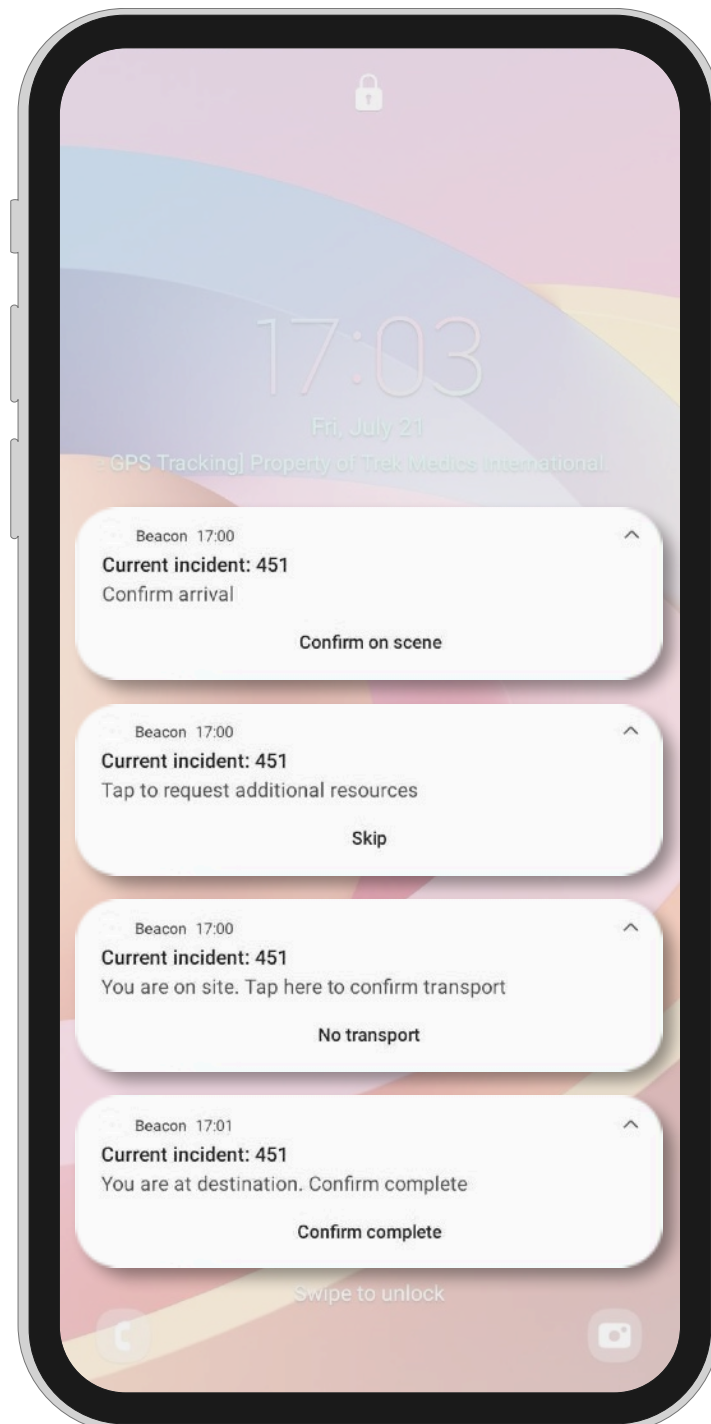 17:03
Fri, July 21
e GPS Tracking] Property of Trek Medics International.
Beacon 17:00
Current incident: 451
Confirm arrival
Confirm on scene
Beacon 17:00
Current incident: 451
Tap to request additional resources
Skip
Beacon 17:00
Current incident: 451
You are on site. Tap here to confirm transport
No transport
Beacon 17:01
Current incident: 451
You are at destination. Confirm complete
Confirm complete
Swipe to unlock